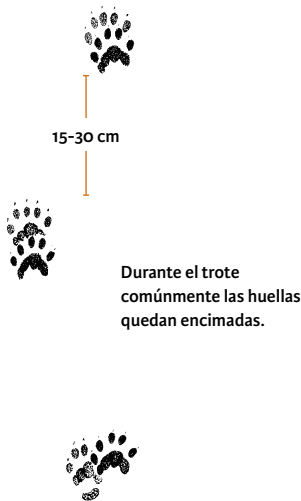 15-30 cm
Durante el trote
comúnmente las huellas
quedan encimadas.